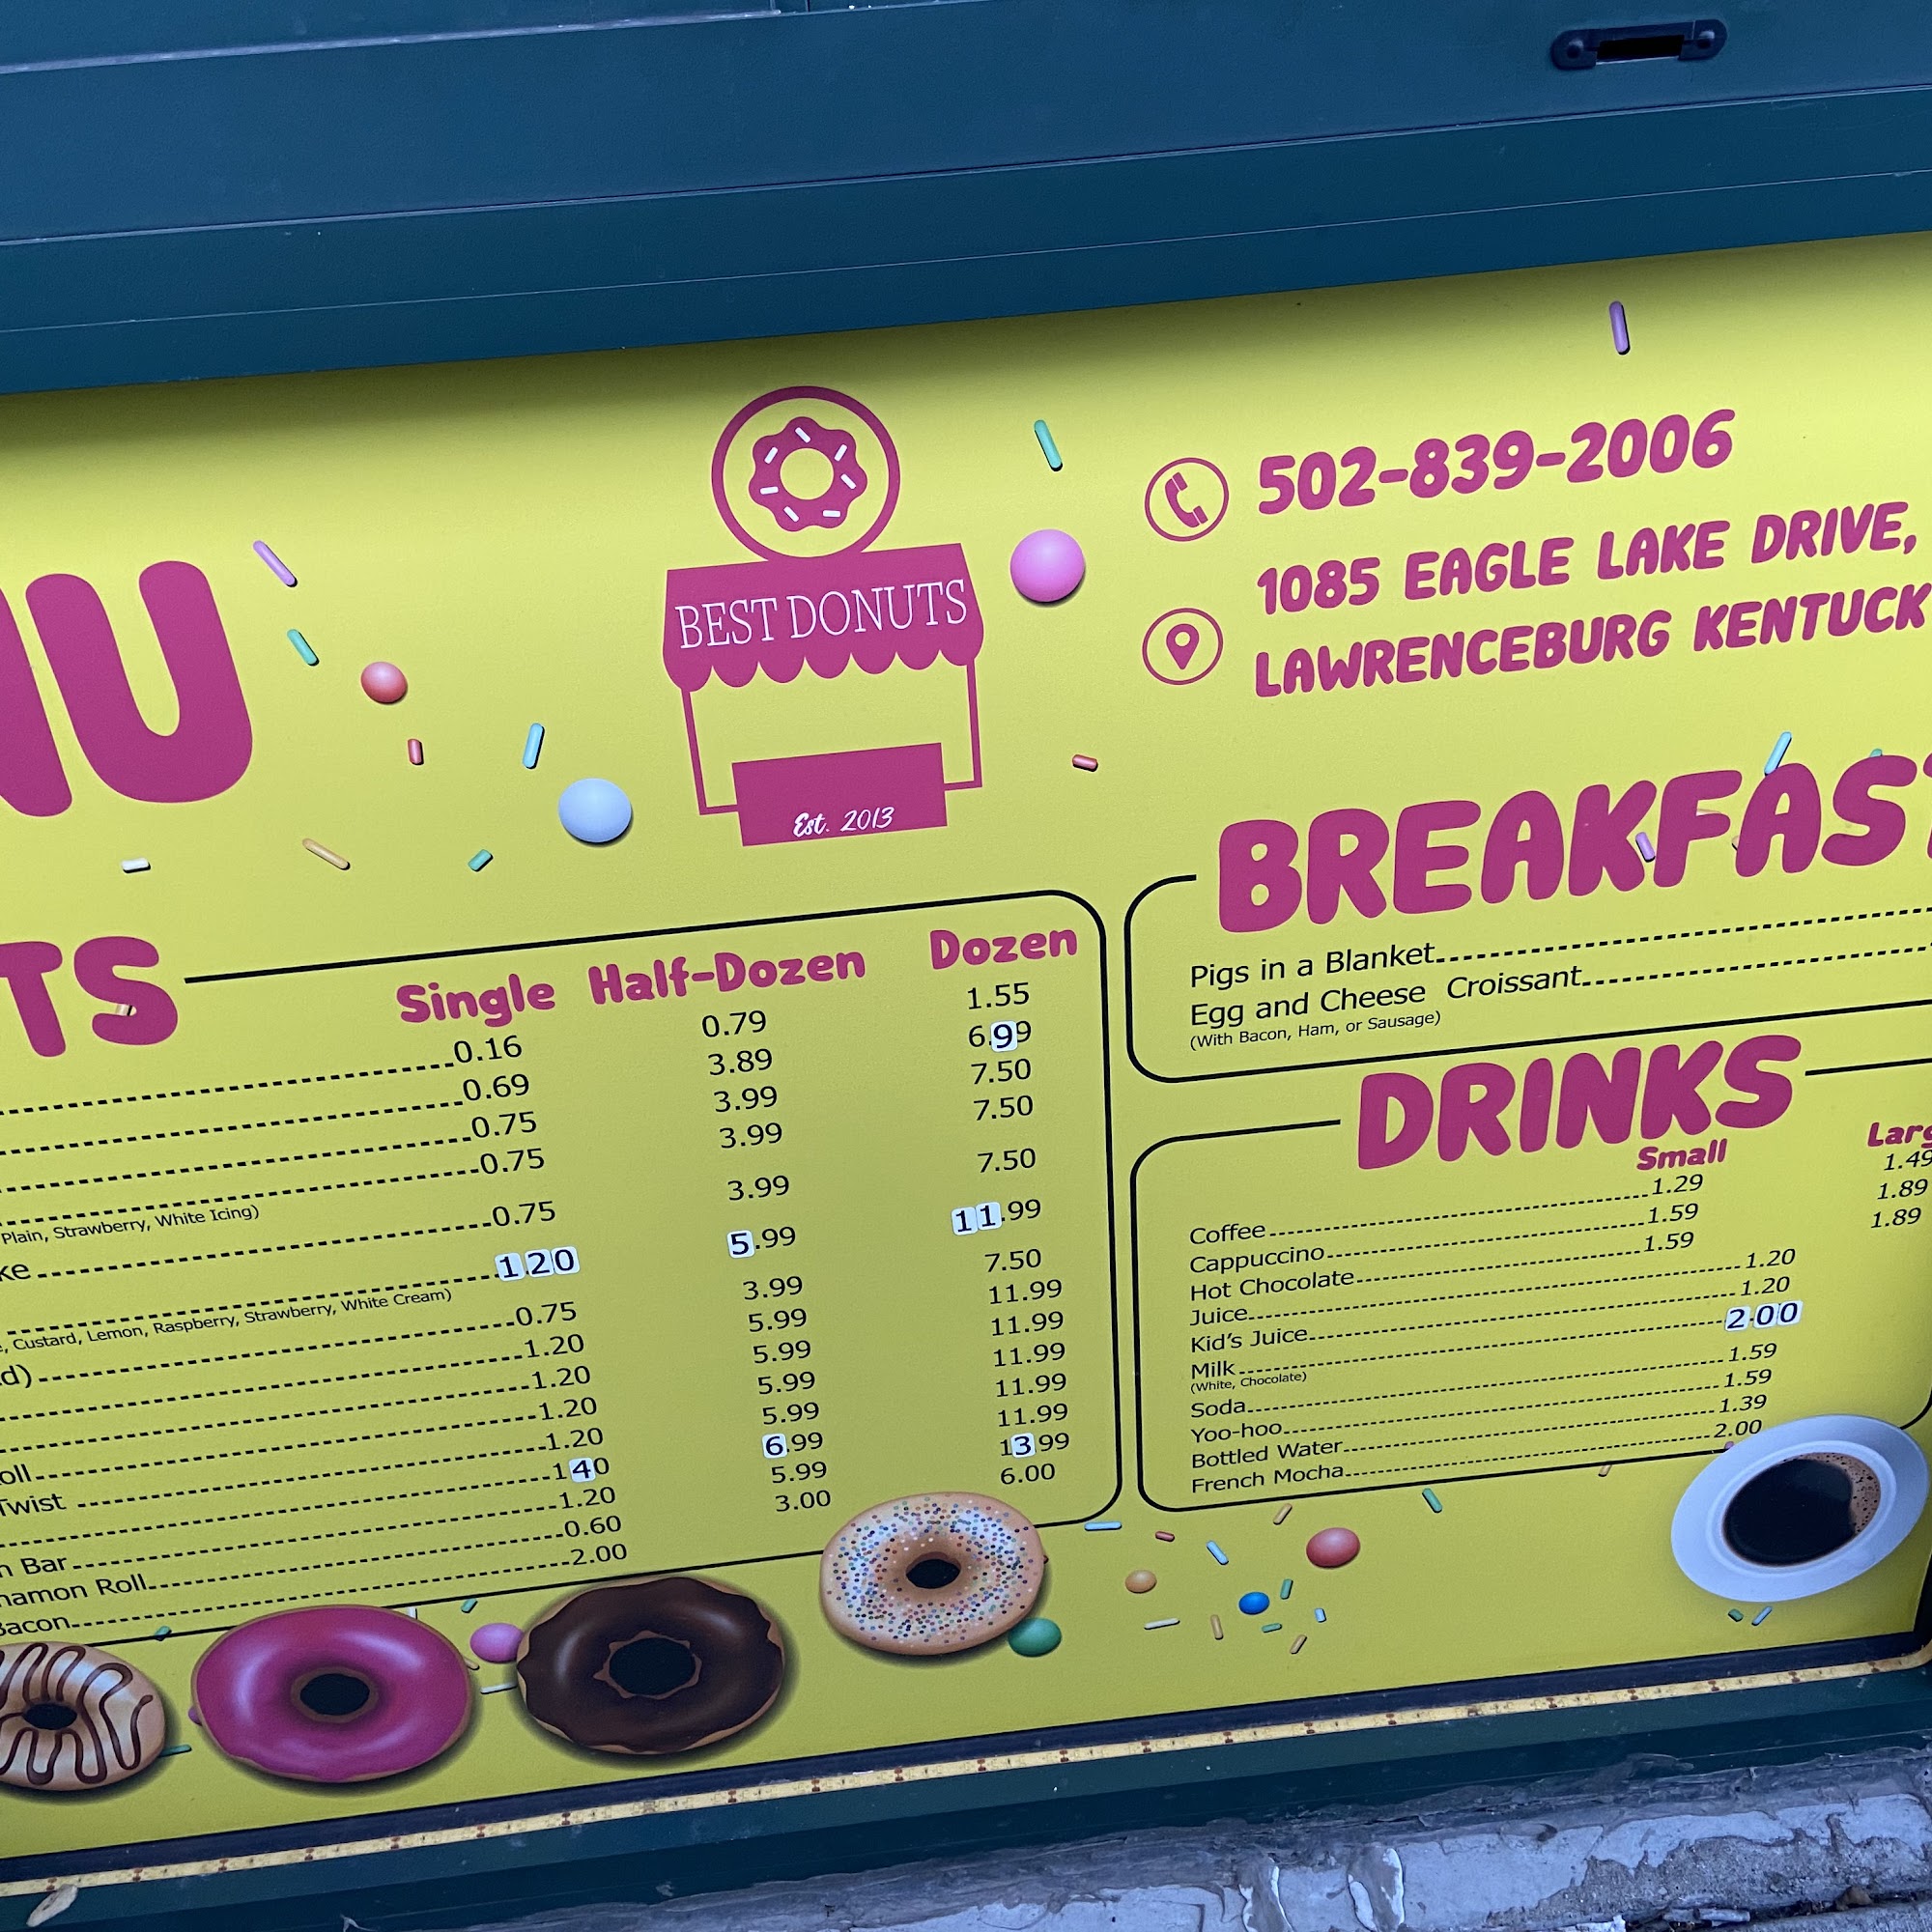 NU
BEST DONUTS
Est. 2013
502-839-2006
1085 EAGLE LAKE DRIVE,
LAWRENCEBURG KENTUCK
TS
Single Half-Dozen Dozen
0.16 0.79 1.55
0.69 3.89 6.99
0.75 3.99 7.50
0.75 3.99 7.50
Plain, Strawberry, White Icing)
ke 0.75 3.99 7.50
1 20 5.99 11.99
, Custard, Lemon, Raspberry, Strawberry, White Cream)
d) 0.75 3.99 7.50
1.20 5.99 11.99
1.20 5.99 11.99
oll 1.20 5.99 11.99
Twist 1.20 5.99 11.99
1 40 6.99 13.99
n Bar 1.20 5.99 11.99
namon Roll 0.60 3.00 6.00
Bacon 2.00
BREAKFAST
Pigs in a Blanket
Egg and Cheese Croissant
(With Bacon, Ham, or Sausage)
DRINKS
Small Larg
Coffee 1.29 1.49
Cappuccino 1.59 1.89
Hot Chocolate 1.59 1.89
Juice 1.20
Kid's Juice 1.20
Milk 2.00
(White, Chocolate)
Soda 1.59
Yoo-hoo 1.59
Bottled Water 1.39
French Mocha 2.00